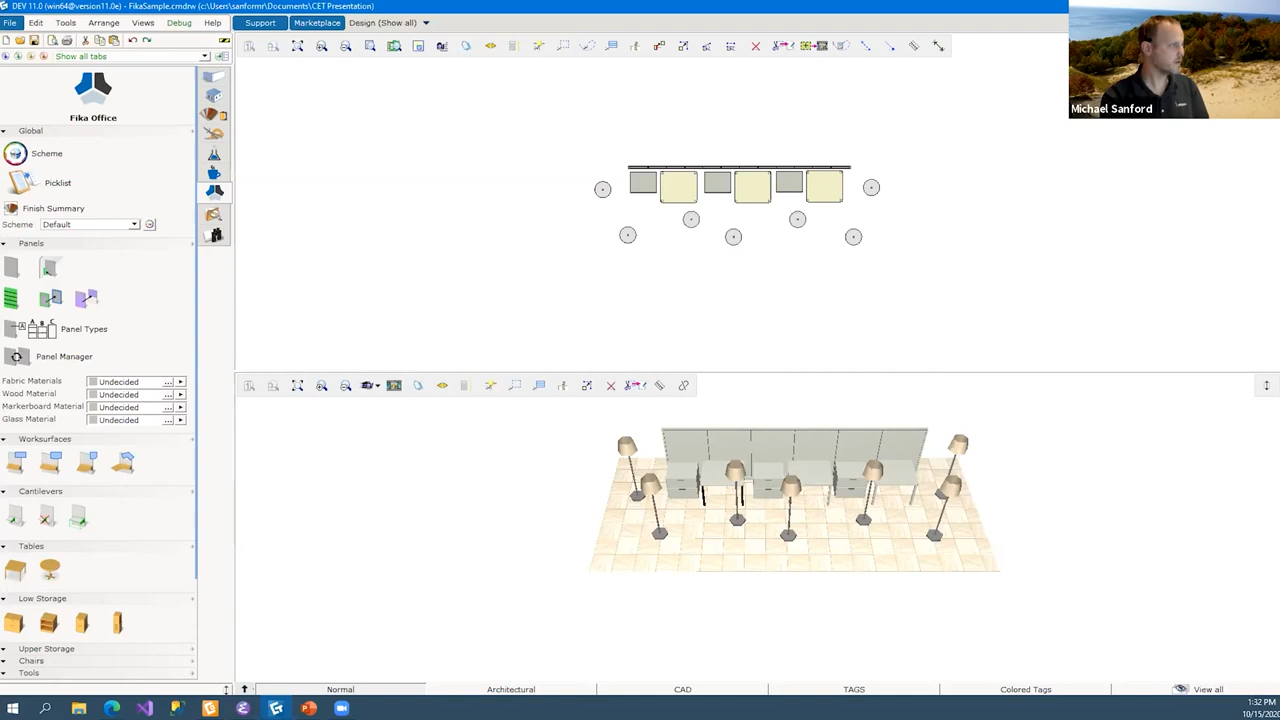 DEV 11.0 (win64@version11.0e) - FikaSample.cmdrw (c:\Users\sanformr\Documents\CET Presentation)
File Edit Tools Arrange Views Debug Help Support Marketplace Design (Show all)
Show all tabs
Michael Sanford
Fika Office
Global
Scheme
Picklist
Finish Summary
Scheme Default
Panels
A A B C Panel Types
Panel Manager
Fabric Materials Undecided ...
Wood Material Undecided ...
Markerboard Material Undecided ...
Glass Material Undecided ...
Worksurfaces
Cantilevers
Tables
Low Storage
Upper Storage
Chairs
Tools
Normal Architectural CAD TAGS Colored Tags View all
1:32 PM
10/15/2020